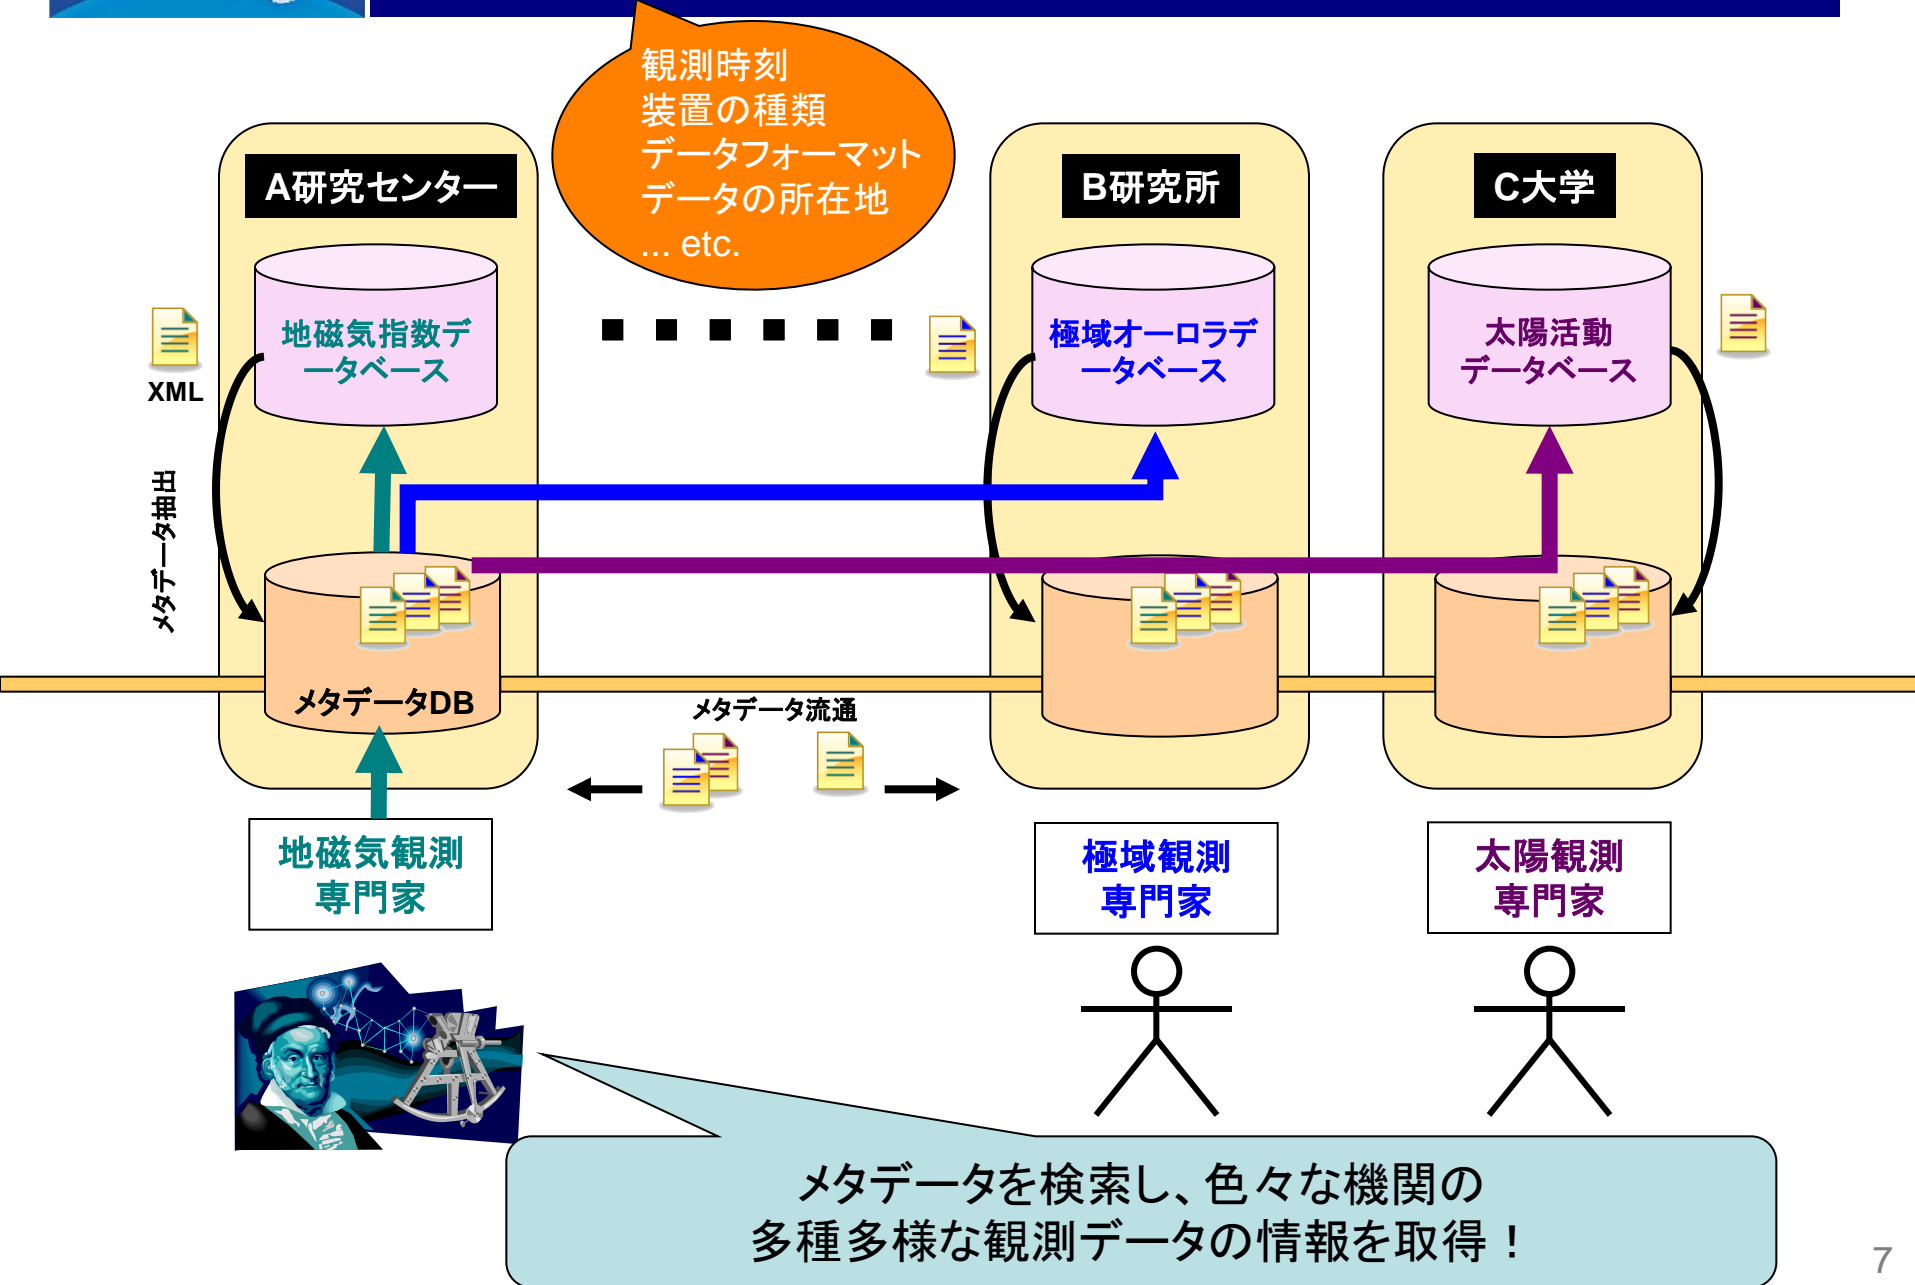 観測時刻
装置の種類
データフォーマット
データの所在地
... etc.
A研究センター
B研究所
C大学
地磁気指数デ
ータベース
極域オーロラデ
ータベース
太陽活動
データベース
XML
メタデータ抽出
メタデータDB
メタデータ流通
地磁気観測
専門家
極域観測
専門家
太陽観測
専門家
メタデータを検索し、色々な機関の
多種多様な観測データの情報を取得！
7